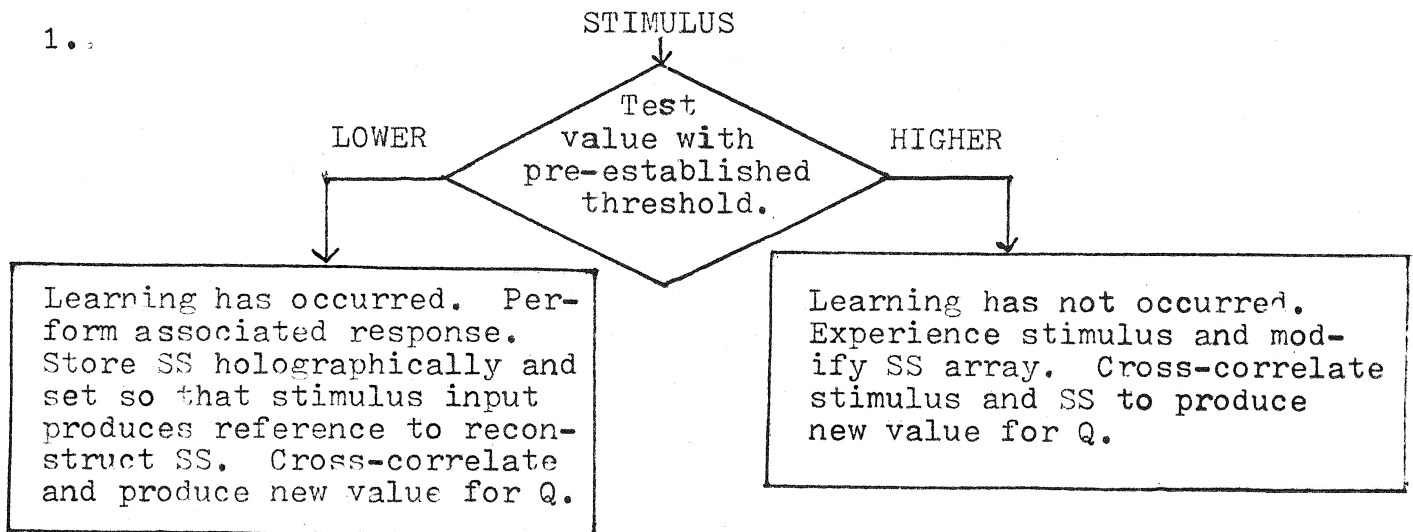 1.
STIMULUS
Test
value with
pre-established
threshold.
LOWER
HIGHER
Learning has occurred. Per-
form associated response.
Store SS holographically and
set so that stimulus input
produces reference to recon-
struct SS. Cross-correlate
and produce new value for Q.
Learning has not occurred.
Experience stimulus and mod-
ify SS array. Cross-correlate
stimulus and SS to produce
new value for Q.